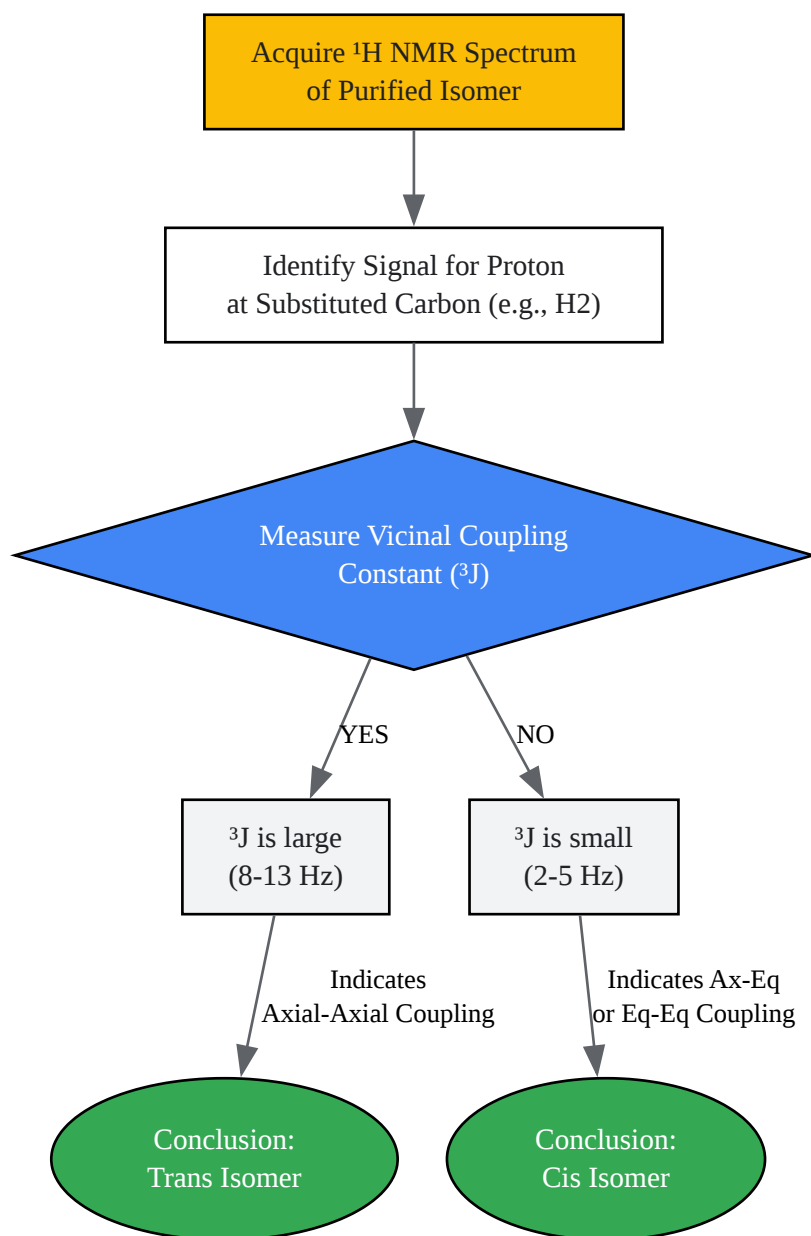 Acquire ¹H NMR Spectrum
of Purified Isomer
Identify Signal for Proton
at Substituted Carbon (e.g., H2)
Measure Vicinal Coupling
Constant (³J)
YES
NO
³J is large
(8-13 Hz)
³J is small
(2-5 Hz)
Indicates
Axial-Axial Coupling
Indicates Ax-Eq
or Eq-Eq Coupling
Conclusion:
Trans Isomer
Conclusion:
Cis Isomer